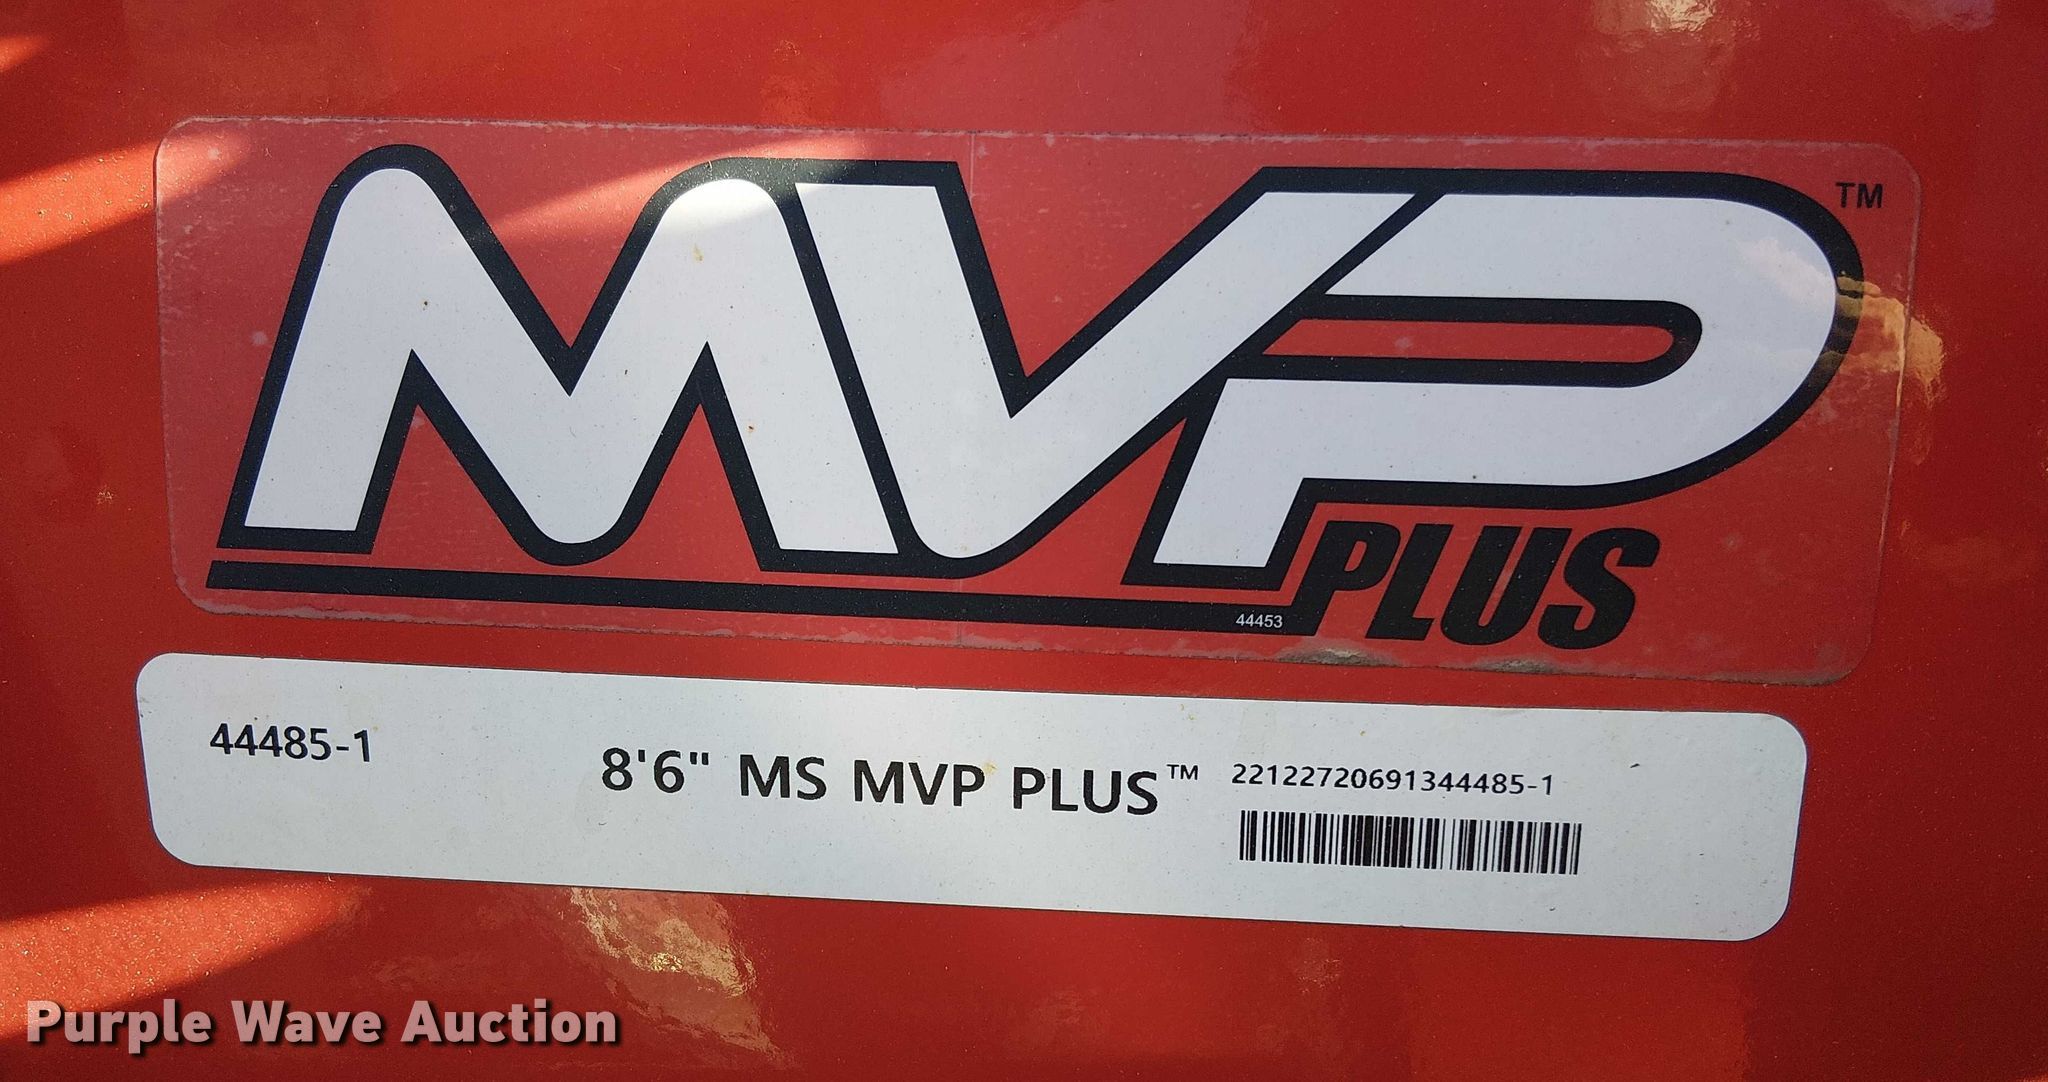 MVP™
PLUS
44453
44485-1
8'6" MS MVP PLUS™
22122720691344485-1
Purple Wave Auction